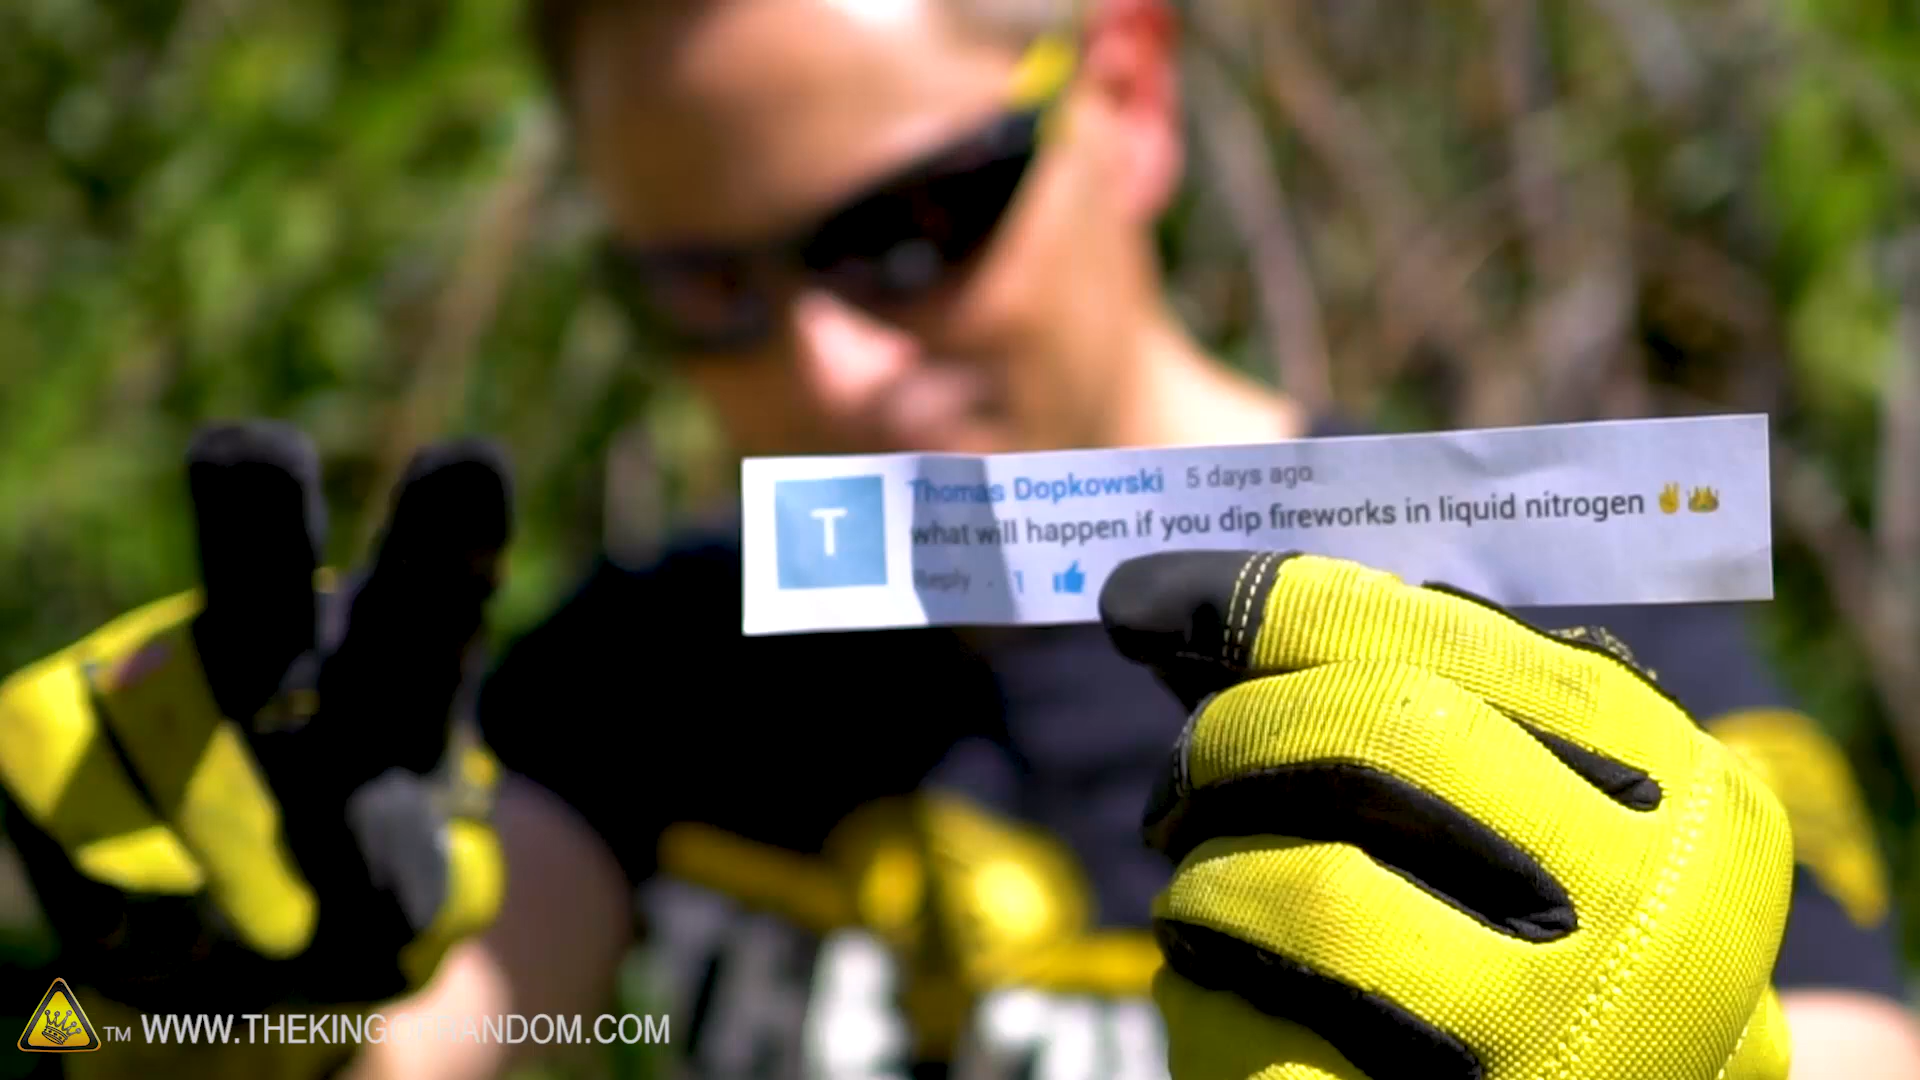 Thomas Dopkowski 5 days ago
what will happen if you dip fireworks in liquid nitrogen ✌👑
Reply . 1 👍
T
TM WWW.THEKINGOFRANDOM.COM